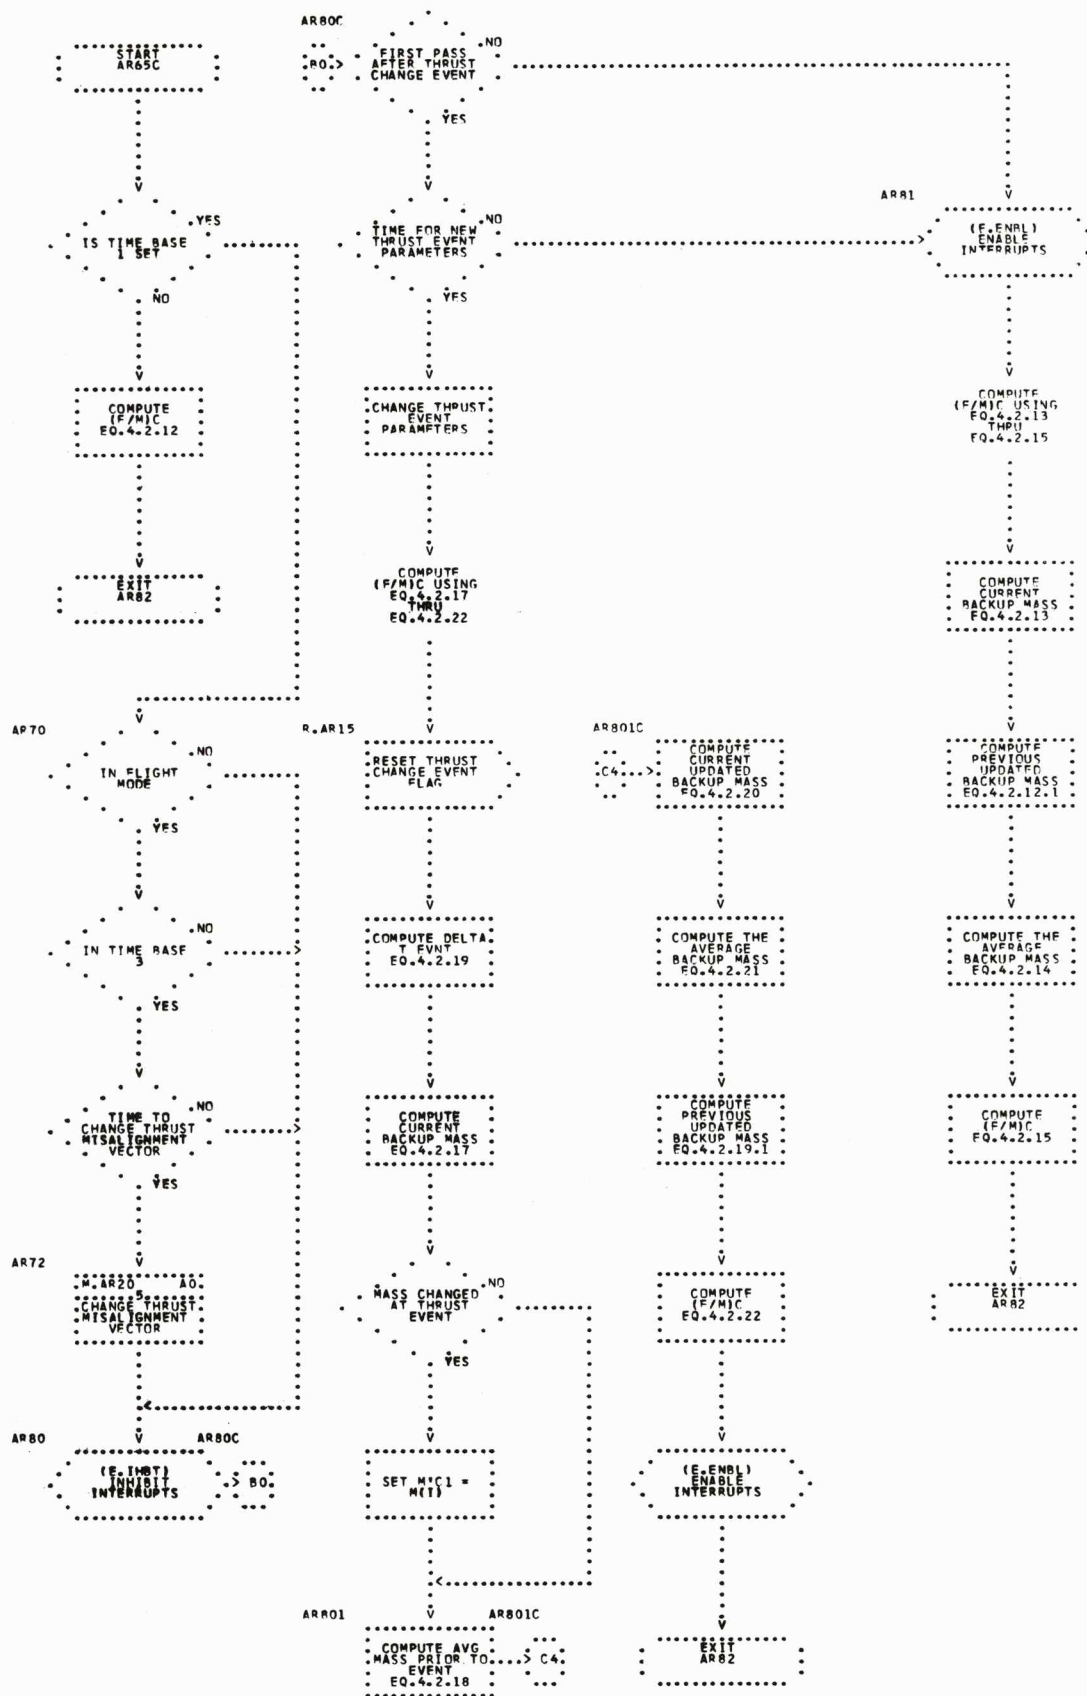 START
AR65C
IS TIME BASE
1 SET
YES
NO
COMPUTE
(F/M)C
EQ.4.2.12
EXIT
AR82
AR70
IN FLIGHT
MODE
NO
YES
IN TIME BASE
3
NO
YES
TIME TO
CHANGE THRUST
MISALIGNMENT
VECTOR
NO
YES
AR72
M.AR20 A0
5
CHANGE THRUST
MISALIGNMENT
VECTOR
AR80
(E.IHBT)
INHIBIT
INTERRUPTS
AR80C
B0
AR80C
B0
FIRST PASS
AFTER THRUST
CHANGE EVENT
NO
YES
TIME FOR NEW
THRUST EVENT
PARAMETERS
NO
YES
CHANGE THRUST
EVENT
PARAMETERS
COMPUTE
(F/M)C USING
EQ.4.2.17
THRU
EQ.4.2.22
R.AR15
RESET THRUST
CHANGE EVENT
FLAG
COMPUTE DELTA
T EVNT
EQ.4.2.19
COMPUTE
CURRENT
BACKUP MASS
EQ.4.2.17
MASS CHANGED
AT THRUST
EVENT
NO
YES
SET M'C1 =
M(I)
AR801
COMPUTE AVG
MASS PRIOR TO
EVENT
EQ.4.2.18
AR801C
C4
AR801C
C4
COMPUTE
CURRENT
UPDATED
BACKUP MASS
EQ.4.2.20
COMPUTE THE
AVERAGE
BACKUP MASS
EQ.4.2.21
COMPUTE
PREVIOUS
UPDATED
BACKUP MASS
EQ.4.2.19.1
COMPUTE
(F/M)C
EQ.4.2.22
(E.ENBL)
ENABLE
INTERRUPTS
EXIT
AR82
AR81
(E.ENBL)
ENABLE
INTERRUPTS
COMPUTE
(F/M)C USING
EQ.4.2.13
THRU
EQ.4.2.15
COMPUTE
CURRENT
BACKUP MASS
EQ.4.2.13
COMPUTE
PREVIOUS
UPDATED
BACKUP MASS
EQ.4.2.12.1
COMPUTE THE
AVERAGE
BACKUP MASS
EQ.4.2.14
COMPUTE
(F/M)C
EQ.4.2.15
EXIT
AR82